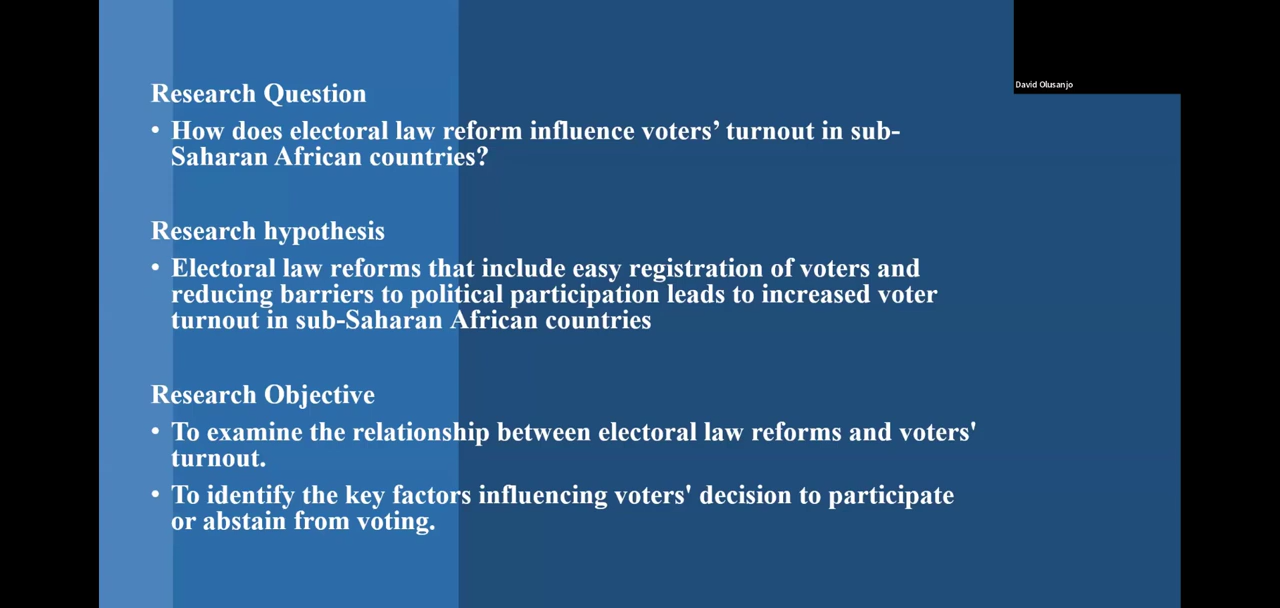 David Olusanjo
Research Question
• How does electoral law reform influence voters’ turnout in sub-
Saharan African countries?
Research hypothesis
• Electoral law reforms that include easy registration of voters and
reducing barriers to political participation leads to increased voter
turnout in sub-Saharan African countries
Research Objective
• To examine the relationship between electoral law reforms and voters'
turnout.
• To identify the key factors influencing voters' decision to participate
or abstain from voting.